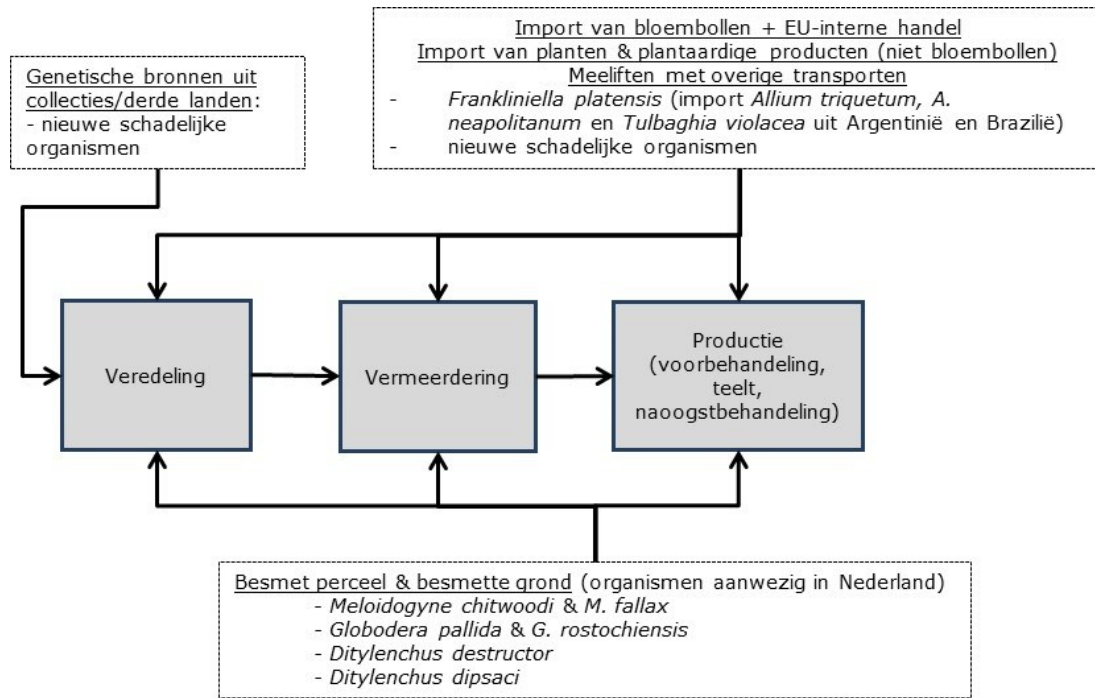 Genetische bronnen uit
collecties/derde landen:
- nieuwe schadelijke
organismen
Import van bloembollen + EU-interne handel
Import van planten & plantaardige producten (niet bloembollen)
Meeliften met overige transporten
- Frankliniella platensis (import Allium triquetum, A.
neapolitanum en Tulbaghia violacea uit Argentinië en Brazilië)
- nieuwe schadelijke organismen
Veredeling
Vermeerdering
Productie
(voorbehandeling,
teelt,
naoogstbehandeling)
Besmet perceel & besmette grond (organismen aanwezig in Nederland)
- Meloidogyne chitwoodi & M. fallax
- Globodera pallida & G. rostochiensis
- Ditylenchus destructor
- Ditylenchus dipsaci